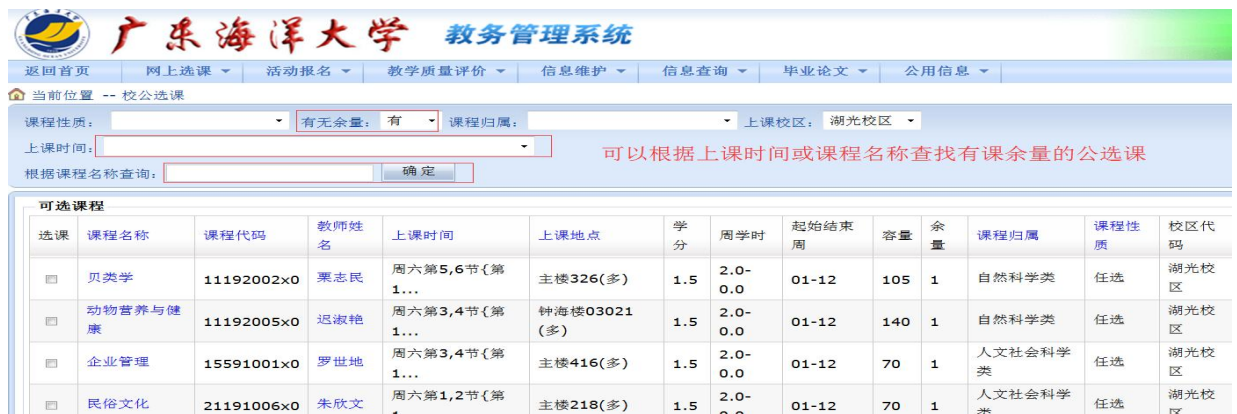 广东海洋大学 教务管理系统
返回首页 网上选课 活动报名 教学质量评价 信息维护 信息查询 毕业论文 公用信息
当前位置 -- 校公选课
课程性质： 有无余量： 有 课程归属： 上课校区： 湖光校区
上课时间：
可以根据上课时间或课程名称查找有课余量的公选课
根据课程名称查询： 确定
可选课程
选课 课程名称 课程代码 教师姓名 上课时间 上课地点 学分 周学时 起始结束周 容量 余量 课程归属 课程性质 校区代码
贝类学 11192002x0 栗志民 周六第5,6节{第1... 主楼326(多) 1.5 2.0-0.0 01-12 105 1 自然科学类 任选 湖光校区
动物营养与健康 11192005x0 迟淑艳 周六第3,4节{第1... 钟海楼03021(多) 1.5 2.0-0.0 01-12 140 1 自然科学类 任选 湖光校区
企业管理 15591001x0 罗世地 周六第3,4节{第1... 主楼416(多) 1.5 2.0-0.0 01-12 70 1 人文社会科学类 任选 湖光校区
民俗文化 21191006x0 朱欣文 周六第1,2节{第 主楼218(多) 1.5 2.0- 01-12 70 1 人文社会科学 任选 湖光校